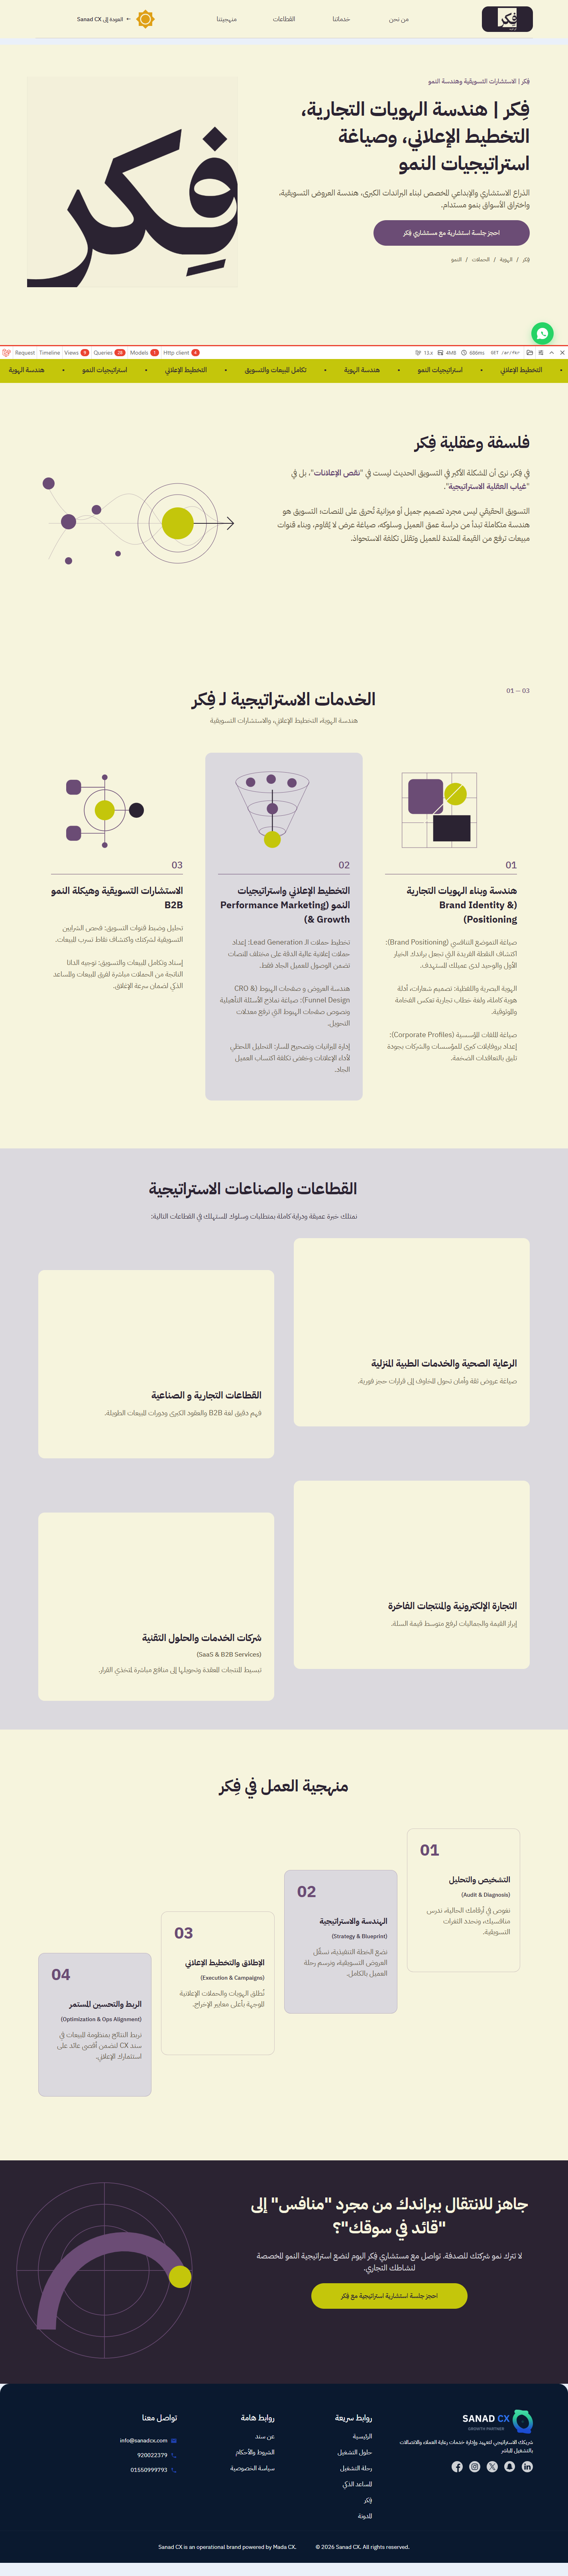 فِكر
من نحن
خدماتنا
القطاعات
منهجيتنا
← العودة إلى Sanad CX
فِكر | الاستشارات التسويقية وهندسة النمو
فِكر | هندسة الهويات التجارية،
التخطيط الإعلاني، وصياغة
استراتيجيات النمو
الذراع الاستشاري والإبداعي المخصص لبناء البراندات الكبرى، هندسة العروض التسويقية،
واختراق الأسواق بنمو مستدام.
احجز جلسة استشارية مع مستشاري فِكر
فِكر / الهوية / الحملات / النمو
فِكر
Request Timeline Views Queries Models Http client
13.x 4MB 686ms GET
التخطيط الإعلاني • استراتيجيات النمو • هندسة الهوية • تكامل المبيعات والتسويق • التخطيط الإعلاني • استراتيجيات النمو • هندسة الهوية
فلسفة وعقلية فِكر
في فِكر، نرى أن المشكلة الأكبر في التسويق الحديث ليست في "نقص الإعلانات"، بل في
"غياب العقلية الاستراتيجية".
التسويق الحقيقي ليس مجرد تصميم جميل أو ميزانية تُحرق على المنصات؛ التسويق هو
هندسة متكاملة تبدأ من دراسة عمق العميل وسلوكه، صياغة عرض لا يُقاوم، وبناء قنوات
مبيعات ترفع من القيمة الممتدة للعميل وتقلل تكلفة الاستحواذ.
01 — 03
الخدمات الاستراتيجية لـ فِكر
هندسة الهوية، التخطيط الإعلاني، والاستشارات التسويقية
01
هندسة وبناء الهويات التجارية
(Brand Identity &
Positioning)
صياغة التموضع التنافسي (Brand Positioning):
اكتشاف النقطة الفريدة التي تجعل براندك الخيار
الأول والوحيد لدى عميلك المستهدف.
الهوية البصرية واللفظية: تصميم شعارات، أدلة
هوية كاملة، ولغة خطاب تجارية تعكس الفخامة
والموثوقية.
صياغة الملفات المؤسسية (Corporate Profiles):
إعداد بروفايلات كبرى للمؤسسات والشركات بجودة
تليق بالتعاقدات الضخمة.
02
التخطيط الإعلاني واستراتيجيات
النمو (Performance Marketing
& Growth)
تخطيط حملات الـ Lead Generation: إعداد
حملات إعلانية عالية الدقة على مختلف المنصات
تضمن الوصول للعميل الجاد فقط.
هندسة العروض و صفحات الهبوط (CRO &
Funnel Design): صياغة نماذج الأسئلة التأهيلية
ونصوص صفحات الهبوط التي ترفع معدلات
التحويل.
إدارة الميزانيات وتصحيح المسار: التحليل اللحظي
لأداء الإعلانات وخفض تكلفة اكتساب العميل
الجاد.
03
الاستشارات التسويقية وهيكلة النمو
B2B
تحليل وضبط قنوات التسويق: فحص الشرايين
التسويقية لشركتك واكتشاف نقاط تسرب المبيعات.
إسناد وتكامل المبيعات والتسويق: توجيه الداتا
الناتجة من الحملات مباشرة لفرق المبيعات والمساعد
الذكي لضمان سرعة الإغلاق.
القطاعات والصناعات الاستراتيجية
نمتلك خبرة عميقة ودراية كاملة بمتطلبات وسلوك المستهلك في القطاعات التالية:
الرعاية الصحية والخدمات الطبية المنزلية
صياغة عروض ثقة وأمان تحول المخاوف إلى قرارات حجز فورية.
القطاعات التجارية و الصناعية
فهم دقيق لغة B2B والعقود الكبرى ودورات المبيعات الطويلة.
التجارة الإلكترونية والمنتجات الفاخرة
إبراز القيمة والجماليات لرفع متوسط قيمة السلة.
شركات الخدمات والحلول التقنية
(SaaS & B2B Services)
تبسيط المنتجات المعقدة وتحويلها إلى منافع مباشرة لمتخذي القرار.
منهجية العمل في فِكر
01
التشخيص والتحليل
(Audit & Diagnosis)
نغوص في أرقامك الحالية، ندرس
منافسيك، ونحدد الثغرات
التسويقية.
02
الهندسة والاستراتيجية
(Strategy & Blueprint)
نضع الخطة التنفيذية، نسعّل
العروض التسويقية، ونرسم رحلة
العميل بالكامل.
03
الإطلاق والتخطيط الإعلاني
(Execution & Campaigns)
نُطلق الهويات والحملات الإعلانية
الموجهة بأعلى معايير الإخراج.
04
الربط والتحسين المستمر
(Optimization & Ops Alignment)
نربط النتائج بمنظومة المبيعات في
سند CX لنضمن أقصى عائد على
استثمارك الإعلاني.
جاهز للانتقال ببراندك من مجرد "منافس" إلى
"قائد في سوقك"؟
لا تترك نمو شركتك للصدفة. تواصل مع مستشاري فِكر اليوم لنضع استراتيجية النمو المخصصة
لنشاطك التجاري.
احجز جلسة استشارية استراتيجية مع فِكر
SANAD CX
GROWTH PARTNER
شريكك الاستراتيجي لتعهيد وإدارة خدمات رعاية العملاء والاتصالات
بالتشغيل المباشر
روابط سريعة
الرئيسية
حلول التشغيل
رحلة التشغيل
المساعد الذكي
فِكر
المدونة
روابط هامة
عن سند
الشروط والأحكام
سياسة الخصوصية
تواصل معنا
info@sanadcx.com
920022379
01550999793
© 2026 Sanad CX. All rights reserved.
Sanad CX is an operational brand powered by Mada CX.